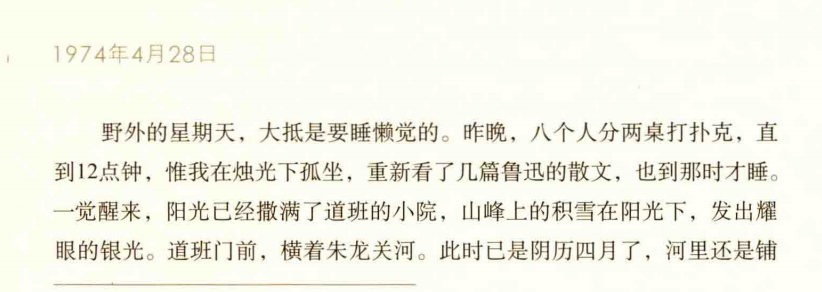 1974年4月28日
野外的星期天，大抵是要睡懒觉的。昨晚，八个人分两桌打扑克，直
到12点钟，惟我在烛光下孤坐，重新看了几篇鲁迅的散文，也到那时才睡。
一觉醒来，阳光已经撒满了道班的小院，山峰上的积雪在阳光下，发出耀
眼的银光。道班门前，横着朱龙关河。此时已是阴历四月了，河里还是铺